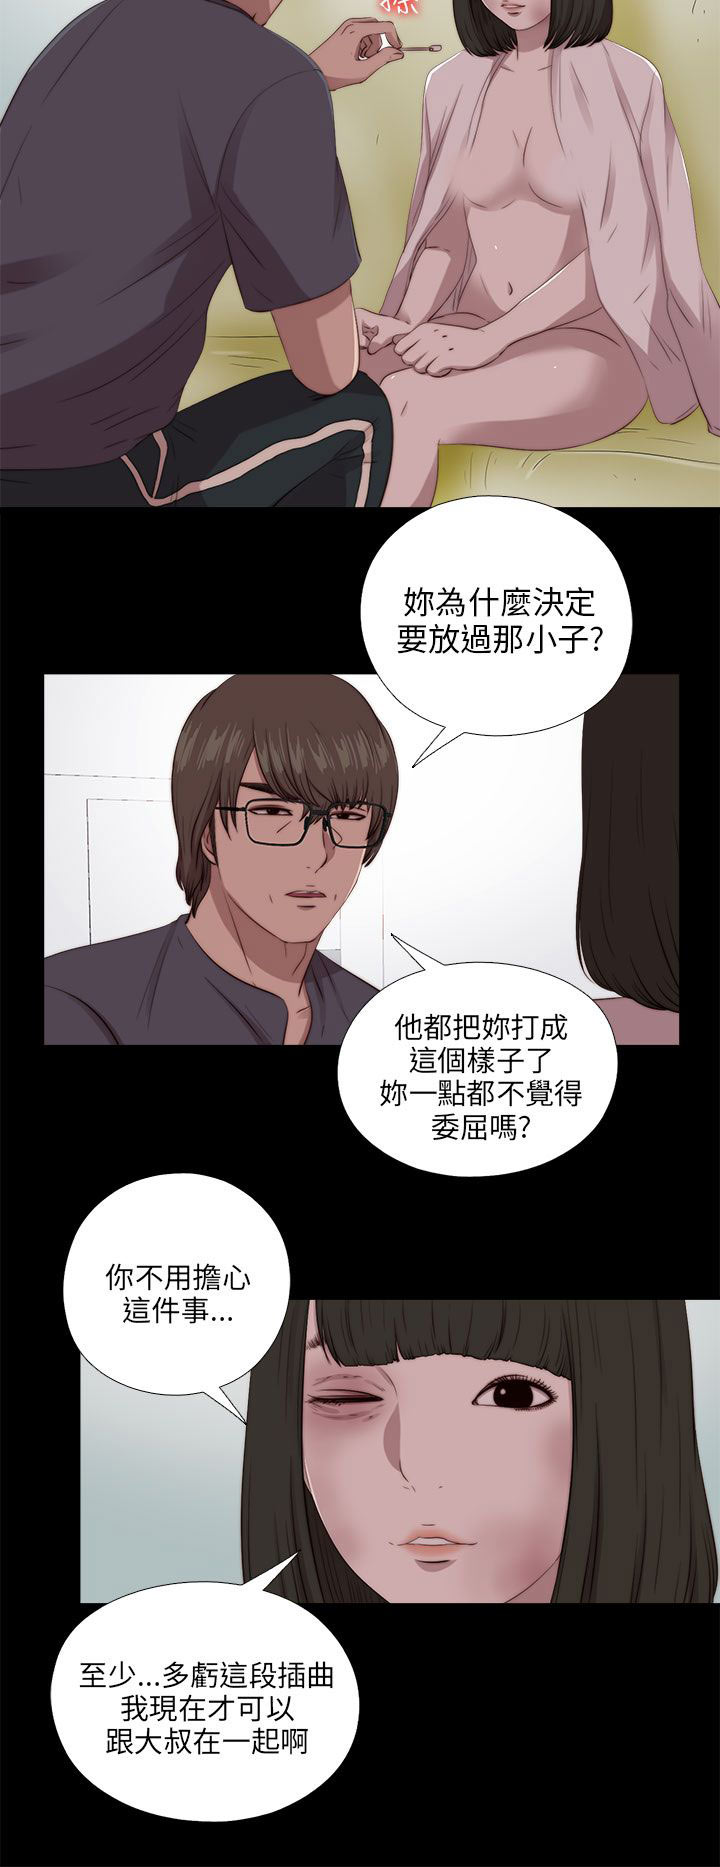 妳為什麼決定
要放過那小子?
他都把妳打成
這個樣子了
妳一點都不覺得
委屈嗎?
你不用擔心
這件事...
至少...多虧這段插曲
我現在才可以
跟大叔在一起啊